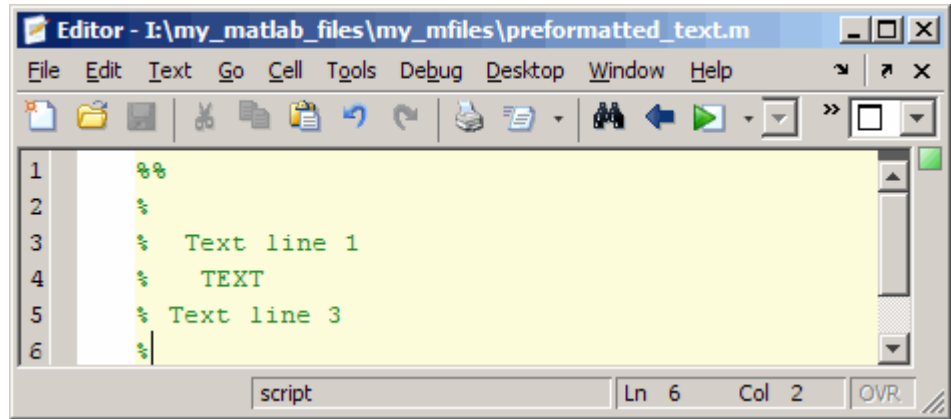 Editor - I:\my_matlab_files\my_mfiles\preformatted_text.m
File Edit Text Go Cell Tools Debug Desktop Window Help
1 %%
2 %
3 %  Text line 1
4 %   TEXT
5 % Text line 3
6 %
script Ln 6 Col 2 OVR